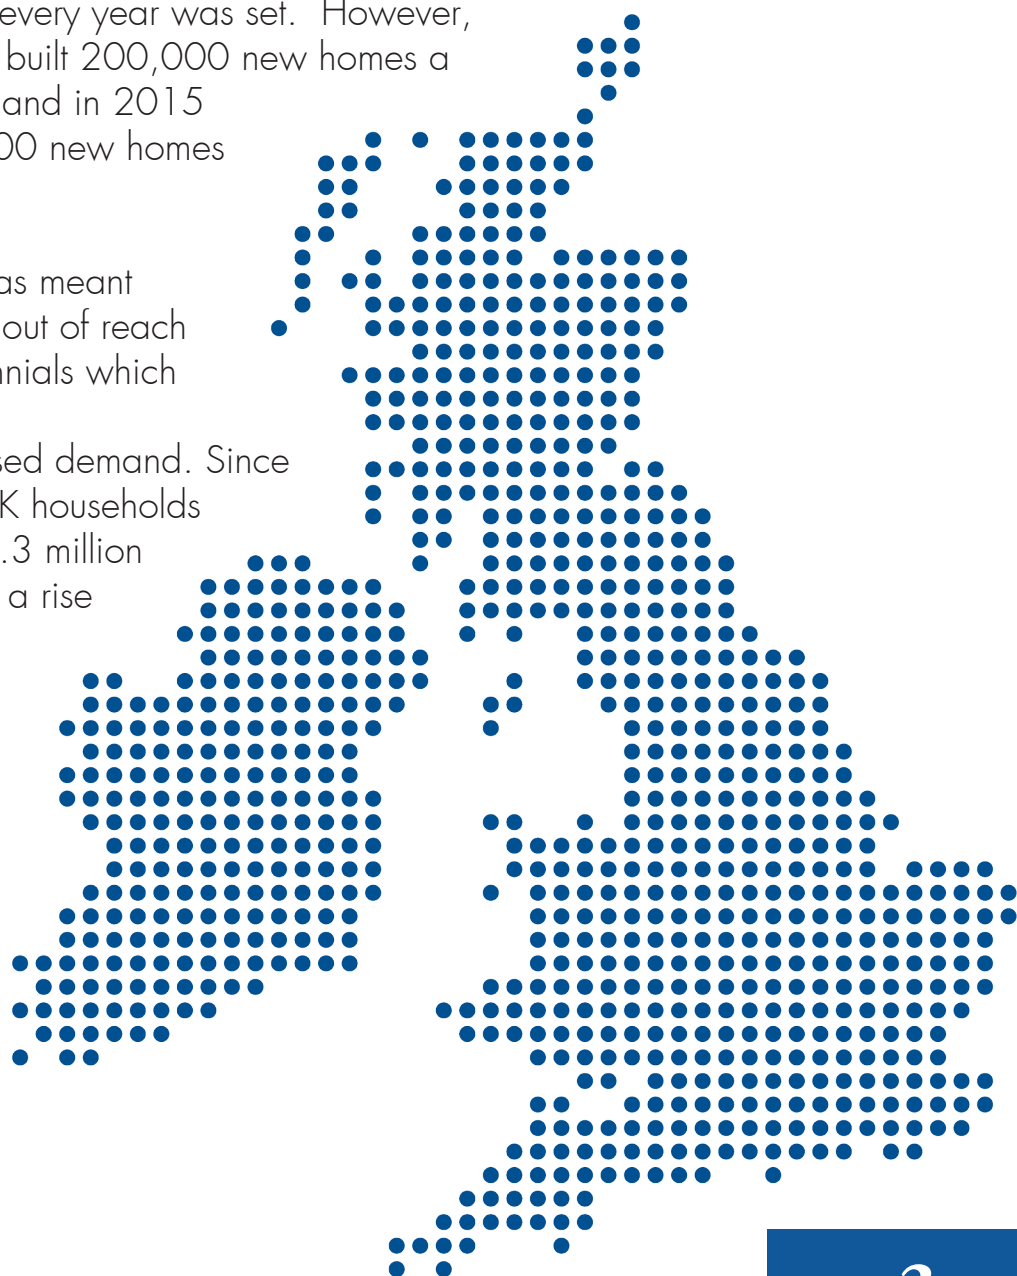 every year was set. However,
built 200,000 new homes a
and in 2015
00 new homes
as meant
out of reach
nnials which
sed demand. Since
K households
.3 million
a rise